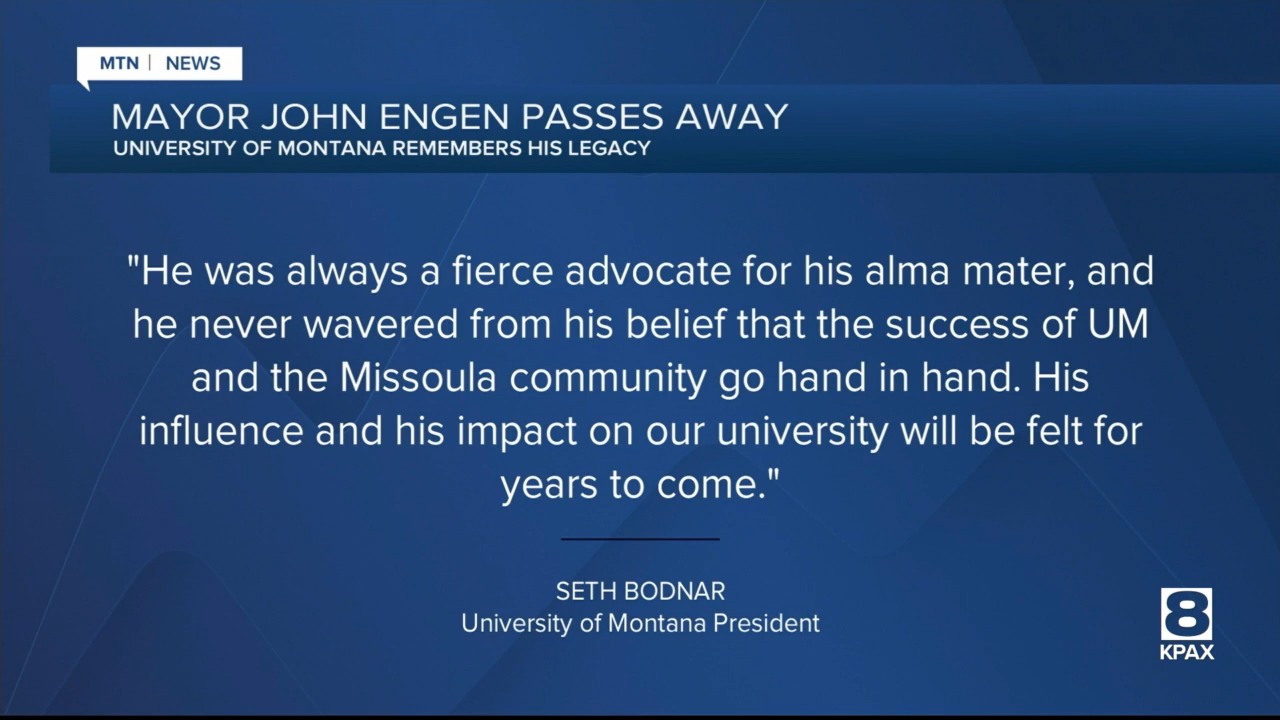 MTN | NEWS
MAYOR JOHN ENGEN PASSES AWAY
UNIVERSITY OF MONTANA REMEMBERS HIS LEGACY
"He was always a fierce advocate for his alma mater, and
he never wavered from his belief that the success of UM
and the Missoula community go hand in hand. His
influence and his impact on our university will be felt for
years to come."
SETH BODNAR
University of Montana President
8
KPAX